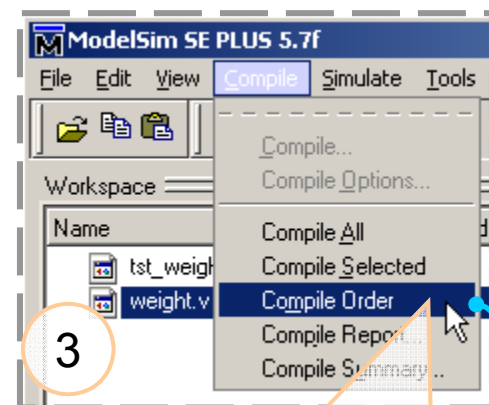 ModelSim SE PLUS 5.7f
File Edit View Compile Simulate Tools
Compile...
Workspace
Compile Options...
Name
Compile All
tst_weigh
Compile Selected
weight.v
Compile Order
3
Compile Report...
Compile Summary...